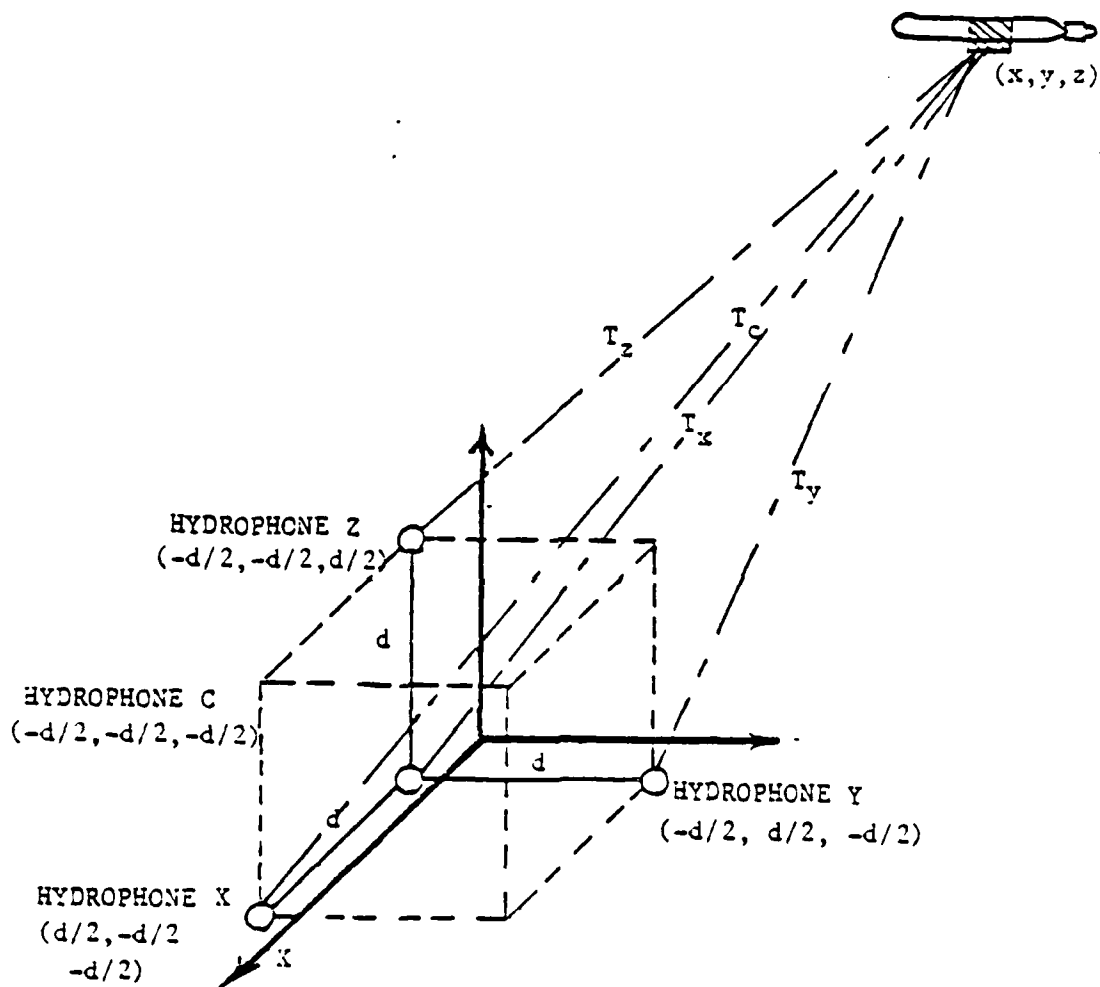 (x,y,z)
T_z
T_c
T_x
T_y
HYDROPHONE Z
(-d/2,-d/2,d/2)
d
HYDROPHONE C
(-d/2,-d/2,-d/2)
d
HYDROPHONE Y
(-d/2, d/2, -d/2)
d
HYDROPHONE X
(d/2,-d/2
-d/2)
X